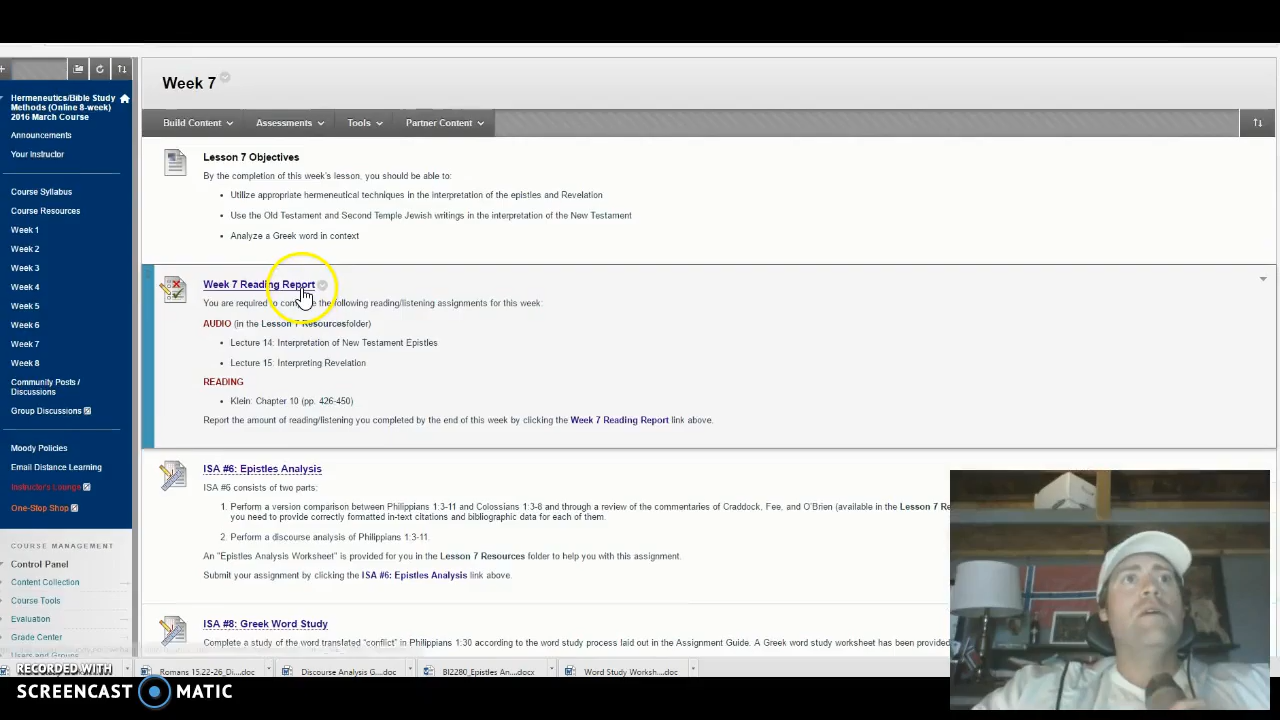 Week 7
Hermeneutics/Bible Study
Methods (Online 8-week)
2016 March Course
Announcements
Your Instructor
Course Syllabus
Course Resources
Week 1
Week 2
Week 3
Week 4
Week 5
Week 6
Week 7
Week 8
Community Posts /
Discussions
Group Discussions
Moody Policies
Email Distance Learning
Instructor's Lounge
One-Stop Shop
COURSE MANAGEMENT
Control Panel
Content Collection
Course Tools
Evaluation
Grade Center
Users and Groups
Build Content
Assessments
Tools
Partner Content
Lesson 7 Objectives
By the completion of this week's lesson, you should be able to:
• Utilize appropriate hermeneutical techniques in the interpretation of the epistles and Revelation
• Use the Old Testament and Second Temple Jewish writings in the interpretation of the New Testament
• Analyze a Greek word in context
Week 7 Reading Report
You are required to the following reading/listening assignments for this week:
AUDIO (in the Lesson 7 Resourcesfolder)
• Lecture 14: Interpretation of New Testament Epistles
• Lecture 15: Interpreting Revelation
READING
• Klein: Chapter 10 (pp. 426-450)
Report the amount of reading/listening you completed by the end of this week by clicking the Week 7 Reading Report link above.
ISA #6: Epistles Analysis
ISA #6 consists of two parts:
1. Perform a version comparison between Philippians 1:3-11 and Colossians 1:3-8 and through a review of the commentaries of Craddock, Fee, and O'Brien (available in the Lesson 7 R
you need to provide correctly formatted in-text citations and bibliographic data for each of them.
2. Perform a discourse analysis of Philippians 1:3-11.
An "Epistles Analysis Worksheet" is provided for you in the Lesson 7 Resources folder to help you with this assignment.
Submit your assignment by clicking the ISA #6: Epistles Analysis link above.
ISA #8: Greek Word Study
Complete a study of the word translated "conflict" in Philippians 1:30 according to the word study process laid out in the Assignment Guide. A Greek word study worksheet has been provided
Romans 15.22-26_Di....doc
Discourse Analysis G....doc
BI2280_Epistles An....docx
Word Study Worksh....doc
RECORDED WITH
SCREENCAST MATIC